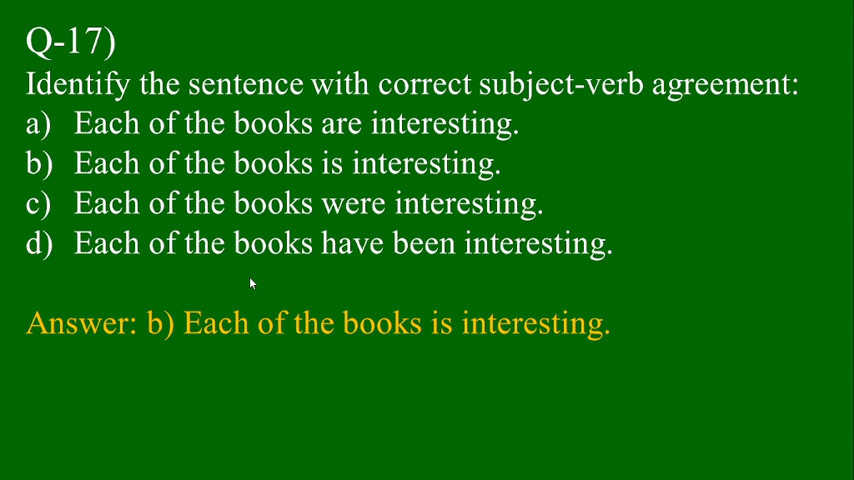 Q-17)
Identify the sentence with correct subject-verb agreement:
a) Each of the books are interesting.
b) Each of the books is interesting.
c) Each of the books were interesting.
d) Each of the books have been interesting.
Answer: b) Each of the books is interesting.